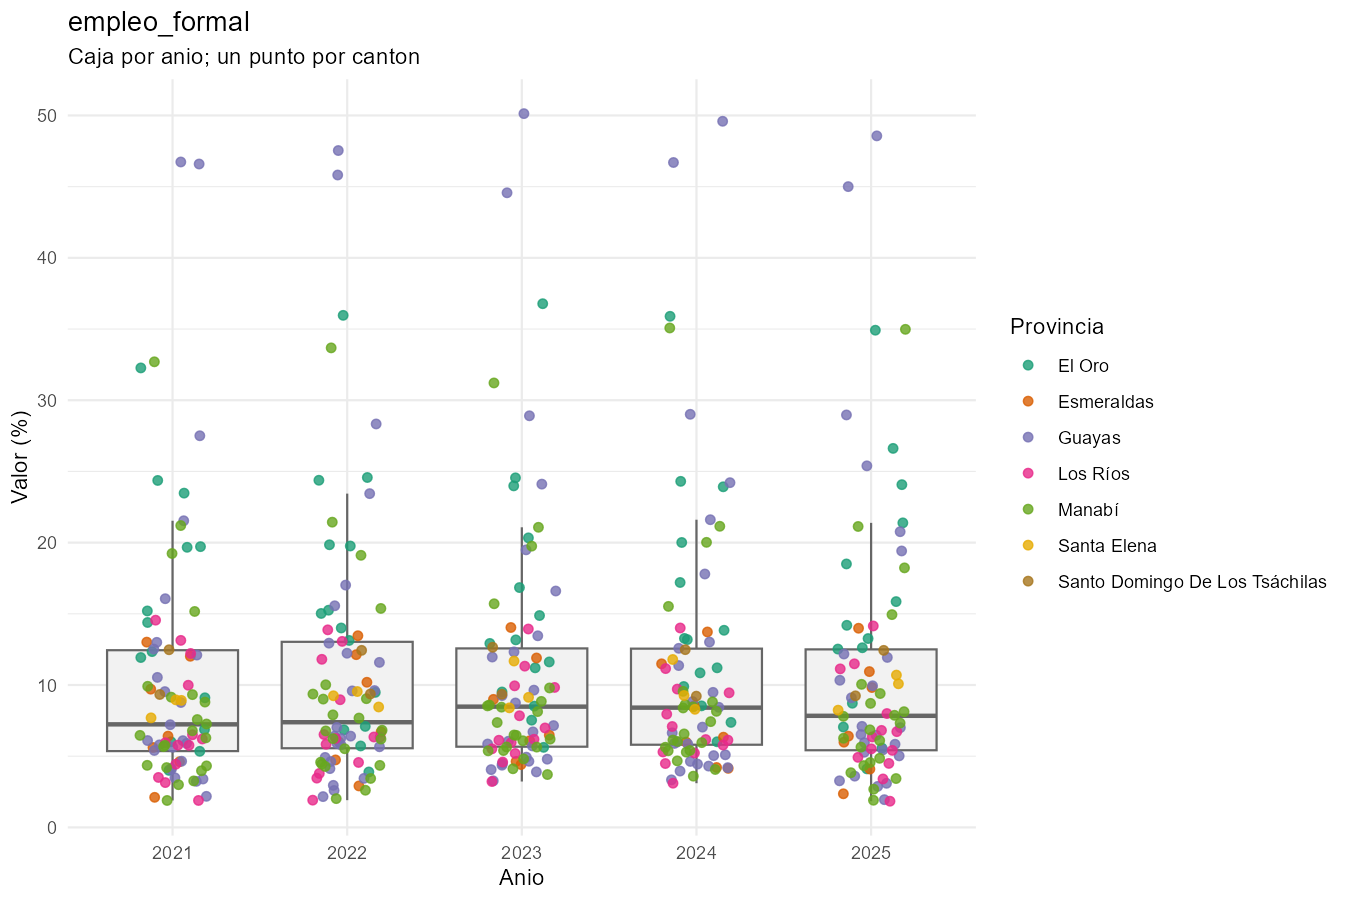 empleo_formal
Caja por anio; un punto por canton
50
40
30
20
10
0
Valor (%)
2021 2022 2023 2024 2025
Anio
Provincia
El Oro
Esmeraldas
Guayas
Los Ríos
Manabí
Santa Elena
Santo Domingo De Los Tsáchilas